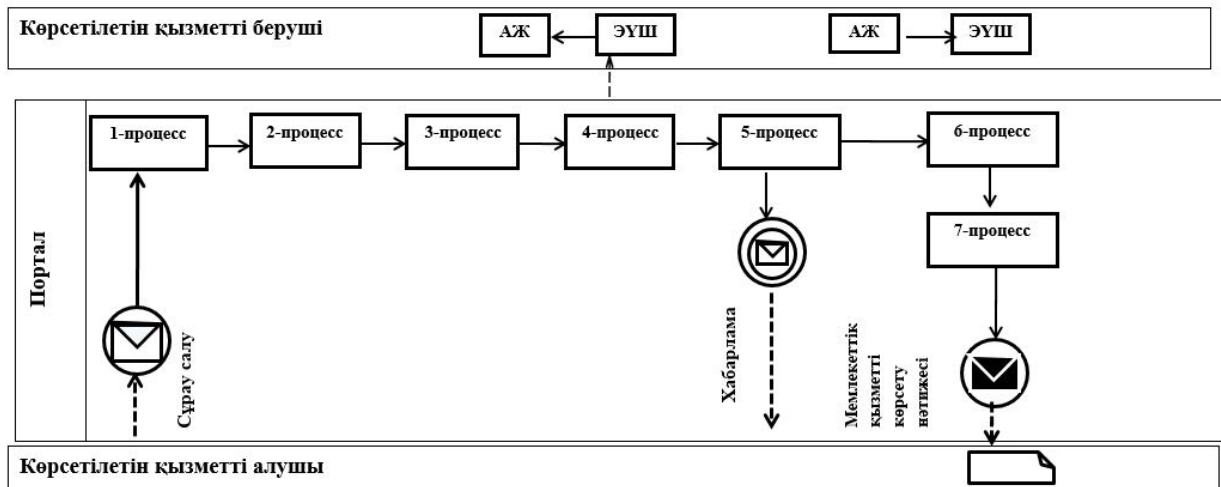 Көрсетілетін қызметті беруші
АЖ
ЭҮШ
АЖ
ЭҮШ
Портал
1-процесс
2-процесс
3-процесс
4-процесс
5-процесс
6-процесс
7-процесс
Сұрау салу
Хабарлама
Мемлекеттік
қызметті
көрсету
нәтижесі
Көрсетілетін қызметті алушы